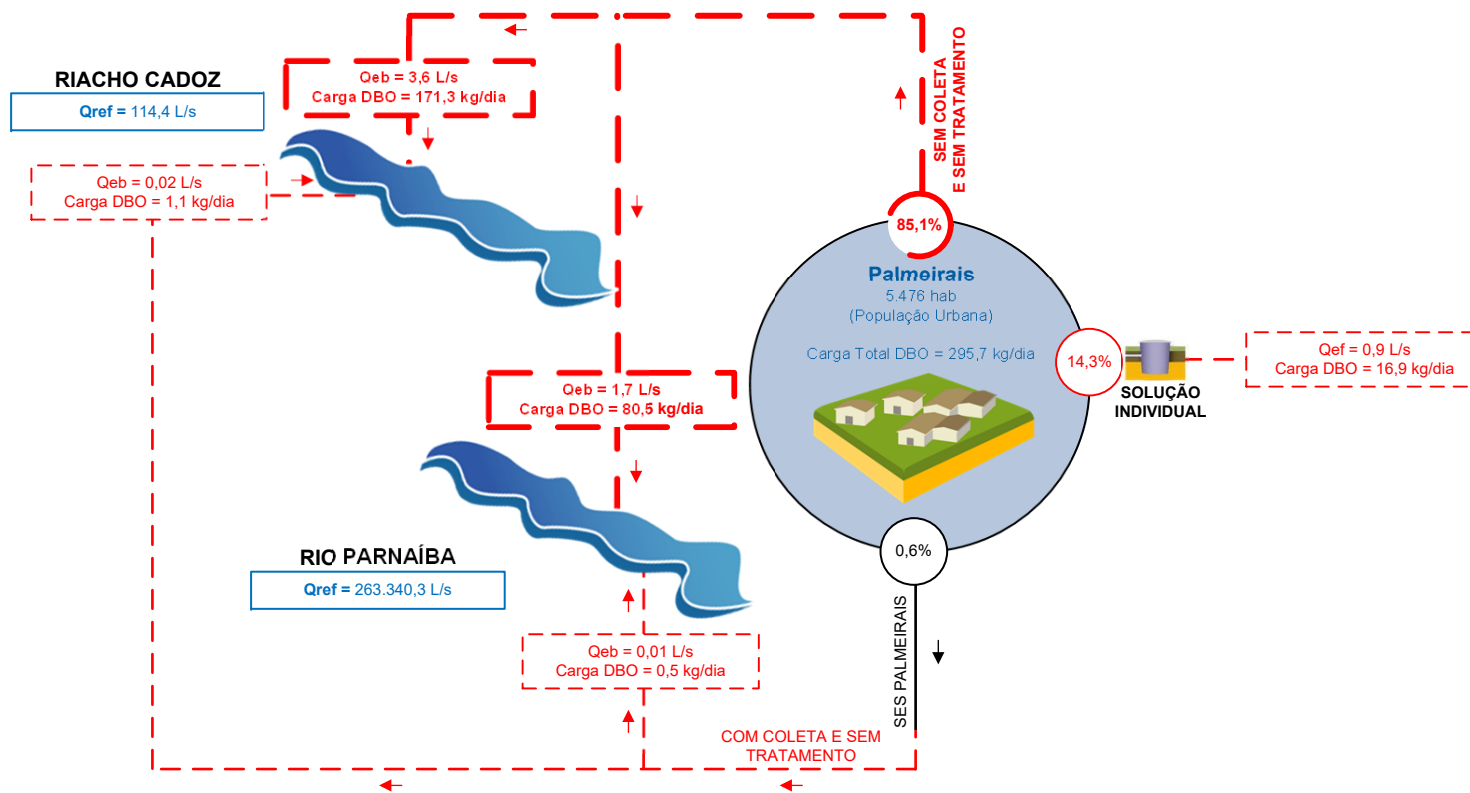 RIACHO CADOZ
Qref = 114,4 L/s
Qeb = 3,6 L/s
Carga DBO = 171,3 kg/dia
Qeb = 0,02 L/s
Carga DBO = 1,1 kg/dia
SEM COLETA
E SEM TRATAMENTO
85,1%
Palmeirais
5.476 hab
(População Urbana)
Carga Total DBO = 295,7 kg/dia
14,3%
SOLUÇÃO
INDIVIDUAL
Qef = 0,9 L/s
Carga DBO = 16,9 kg/dia
Qeb = 1,7 L/s
Carga DBO = 80,5 kg/dia
RIO PARNAÍBA
Qref = 263.340,3 L/s
0,6%
SES PALMEIRAIS
Qeb = 0,01 L/s
Carga DBO = 0,5 kg/dia
COM COLETA E SEM
TRATAMENTO